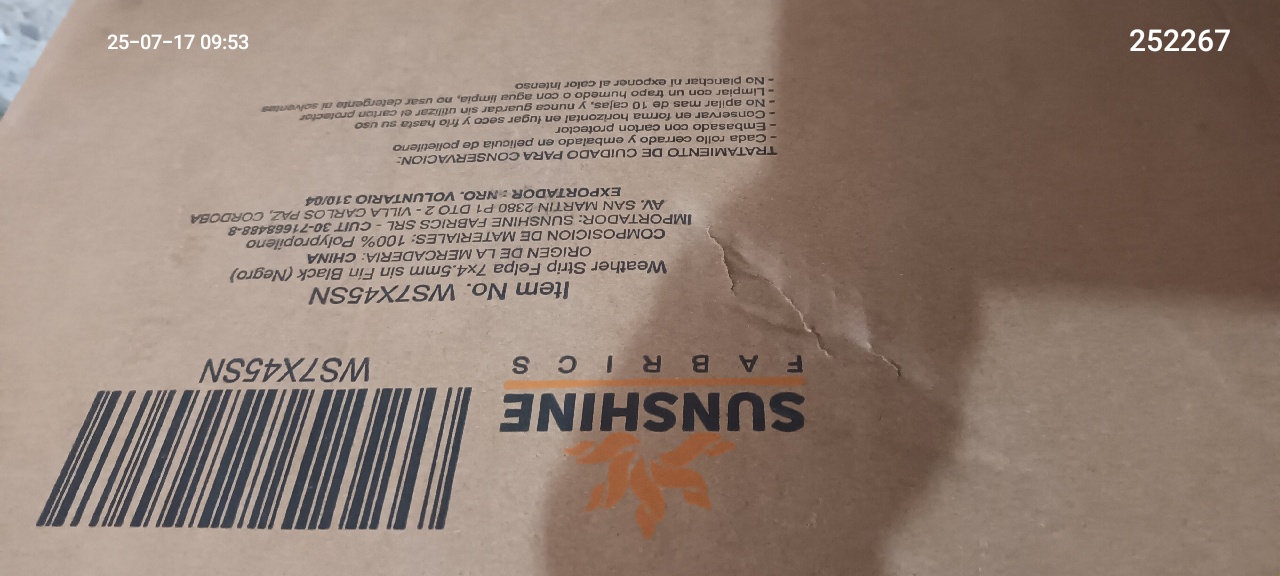 25-07-17 09:53
252267
SUNSHINE
FABRICS
WS7X45SN
Item No. WS7X45SN
Weather Strip Felpa 7x4.5mm sin Fin Black (Negro)
ORIGEN DE LA MERCADERIA: CHINA
COMPOSICION DE MATERIALES: 100% Polypropileno
IMPORTADOR: SUNSHINE FABRICS SRL - CUIT 30-71668488-8
AV. SAN MARTIN 2380 P1 DTO 2 - VILLA CARLOS PAZ, CORDOBA
EXPORTADOR - NRO. VOLUNTARIO 310/04
TRATAMIENTO DE CUIDADO PARA CONSERVACION:
- Cada rollo cerrado y embalado en pelicula de polietileno
- Embasado con carton protector
- Conservar en forma horizontal en lugar seco y frio hasta su uso
- No apilar mas de 10 cajas, y nunca guardar sin utilizar el carton protector
- Limpiar con un trapo humedo o con agua limpia, no usar detergente ni solventes
- No planchar ni exponer al calor intenso